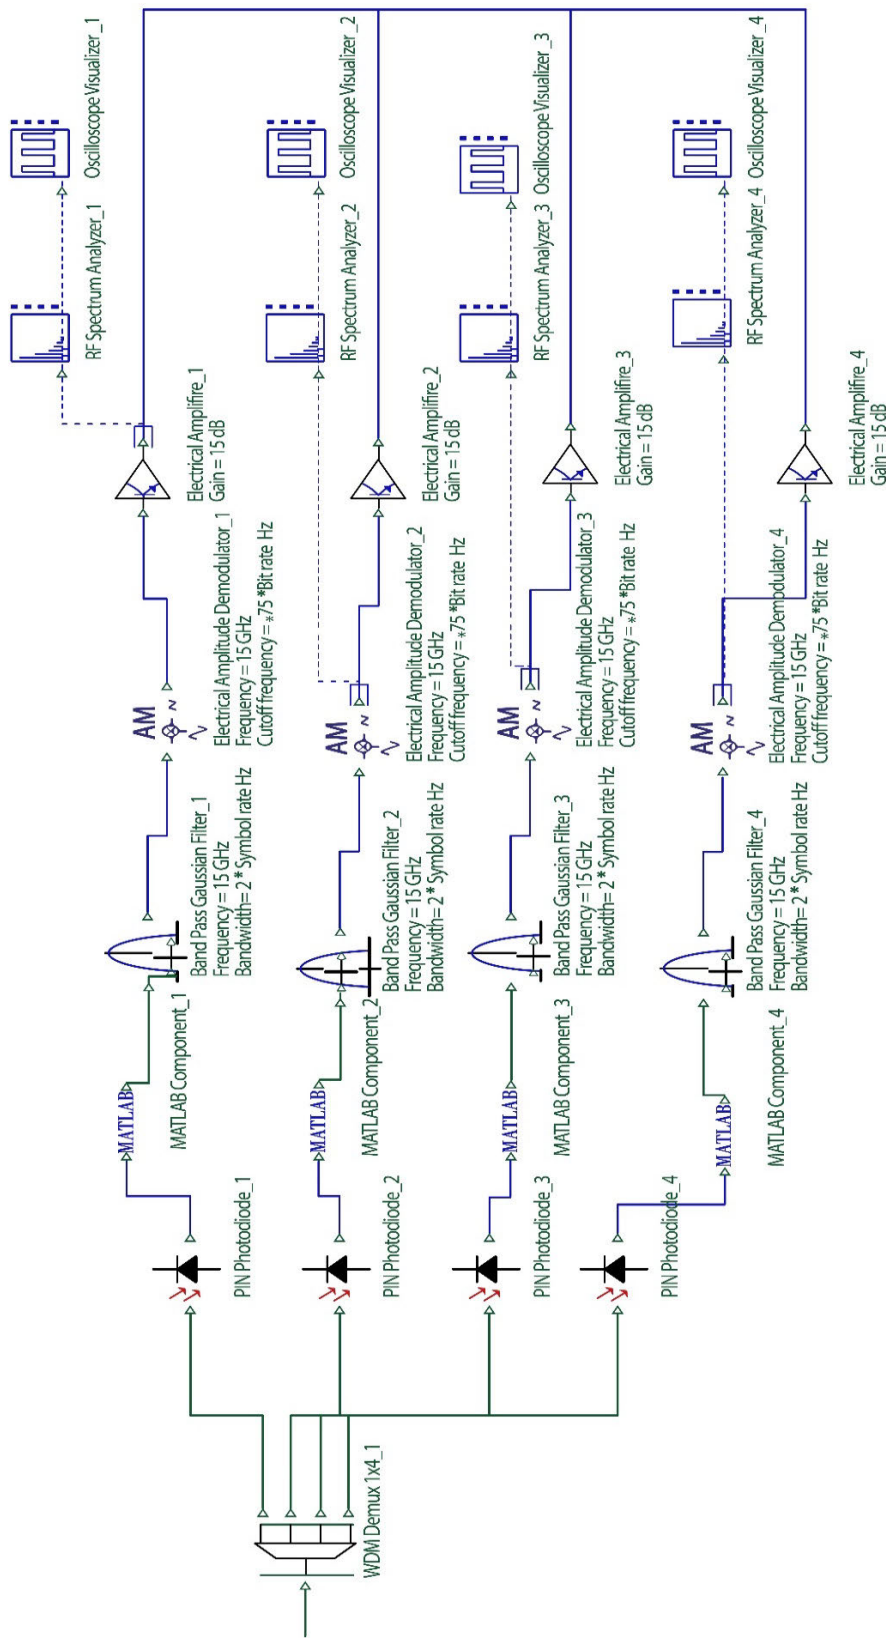 WDM Demux 1x4_1
PIN Photodiode_1
MATLAB
MATLAB Component_1
Band Pass Gaussian Filter_1
Frequency = 15 GHz
Bandwidth= 2 * Symbol rate Hz
AM
Electrical Amplitude Demodulator_1
Frequency = 15 GHz
Cutoff frequency = *75 *Bit rate Hz
Electrical Amplifire_1
Gain = 15 dB
RF Spectrum Analyzer_1
Oscilloscope Visualizer_1
PIN Photodiode_2
MATLAB
MATLAB Component_2
Band Pass Gaussian Filter_2
Frequency = 15 GHz
Bandwidth= 2 * Symbol rate Hz
AM
Electrical Amplitude Demodulator_2
Frequency = 15 GHz
Cutoff frequency = *75 *Bit rate Hz
Electrical Amplifire_2
Gain = 15 dB
RF Spectrum Analyzer_2
Oscilloscope Visualizer_2
PIN Photodiode_3
MATLAB
MATLAB Component_3
Band Pass Gaussian Filter_3
Frequency = 15 GHz
Bandwidth= 2 * Symbol rate Hz
AM
Electrical Amplitude Demodulator_3
Frequency = 15 GHz
Cutoff frequency = *75 *Bit rate Hz
Electrical Amplifire_3
Gain = 15 dB
RF Spectrum Analyzer_3
Oscilloscope Visualizer_3
PIN Photodiode_4
MATLAB
MATLAB Component_4
Band Pass Gaussian Filter_4
Frequency = 15 GHz
Bandwidth= 2 * Symbol rate Hz
AM
Electrical Amplitude Demodulator_4
Frequency = 15 GHz
Cutoff frequency = *75 *Bit rate Hz
Electrical Amplifire_4
Gain = 15 dB
RF Spectrum Analyzer_4
Oscilloscope Visualizer_4